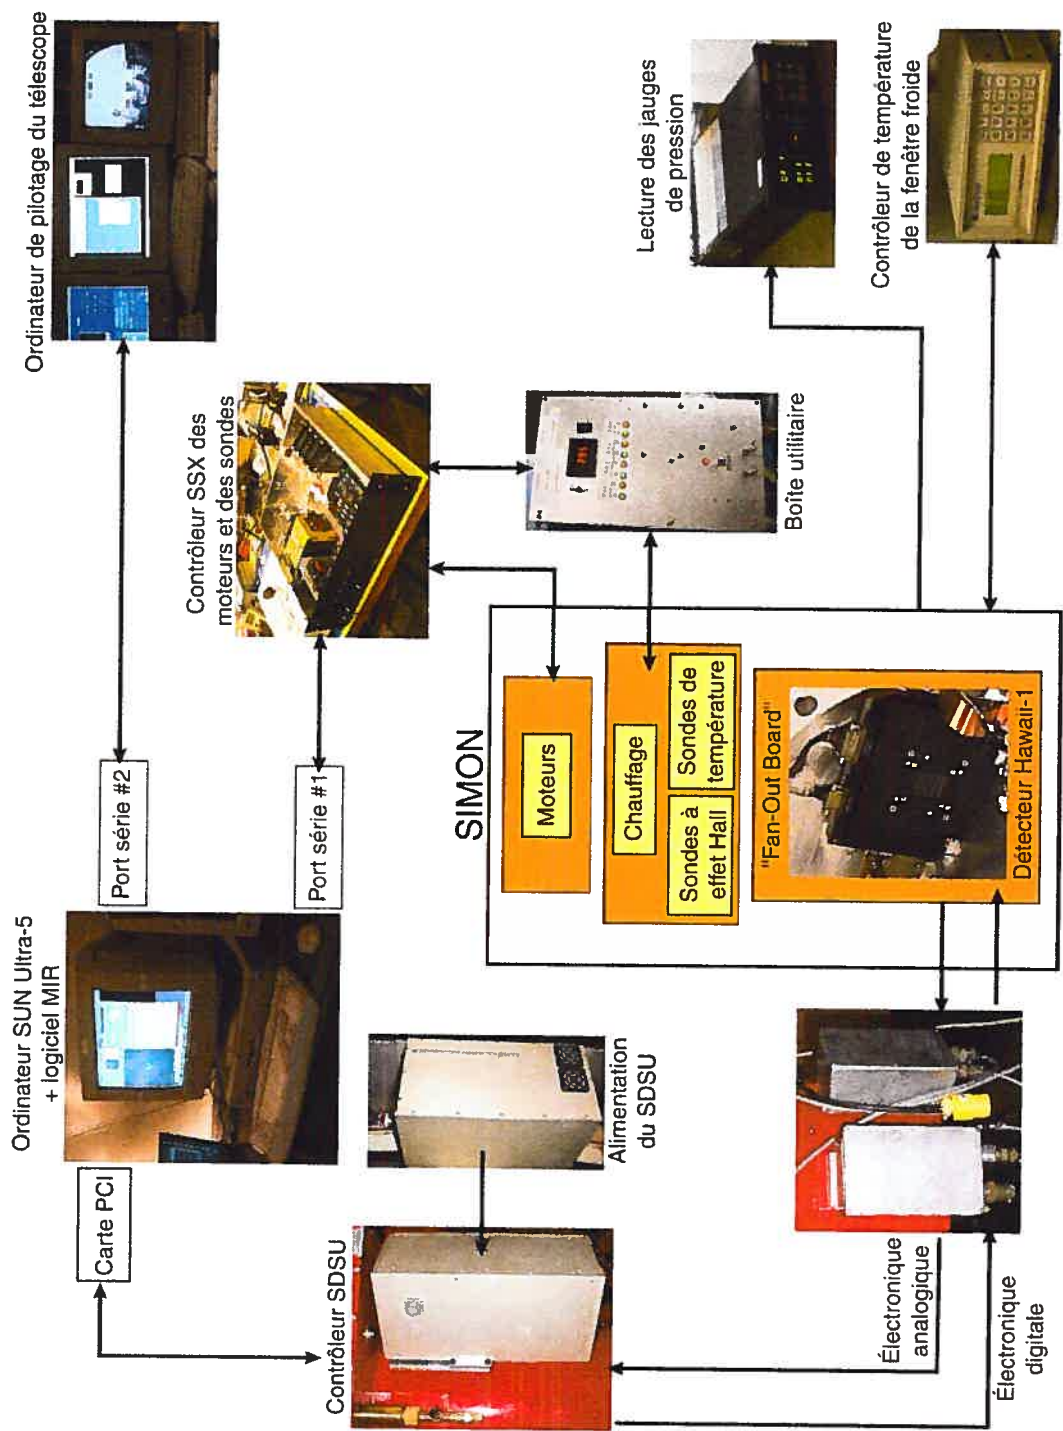 Ordinateur SUN Ultra-5
+ logiciel MIR
Ordinateur de pilotage du télescope
Carte PCI
Port série #2
Port série #1
Contrôleur SSX des
moteurs et des sondes
Contrôleur SDSU
Alimentation
du SDSU
Boîte utilitaire
SIMON
Moteurs
Chauffage
Sondes à
effet Hall
Sondes de
température
"Fan-Out Board"
Détecteur Hawaii-1
Lecture des jauges
de pression
Contrôleur de température
de la fenêtre froide
Électronique
analogique
Électronique
digitale